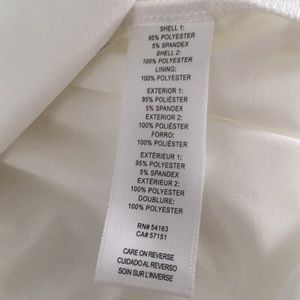 SHELL 1:
95% POLYESTER
5% SPANDEX
SHELL 2:
100% POLYESTER
LINING:
100% POLYESTER
EXTERIOR 1:
95% POLIÉSTER
5% SPANDEX
EXTERIOR 2:
100% POLIÉSTER
FORRO:
100% POLIÉSTER
EXTÉRIEUR 1:
95% POLYESTER
5% SPANDEX
EXTÉRIEUR 2:
100% POLYESTER
DOUBLURE:
100% POLYESTER
RN# 54163
CA# 57151
CARE ON REVERSE
CUIDADO AL REVERSO
SOIN SUR L'INVERSE